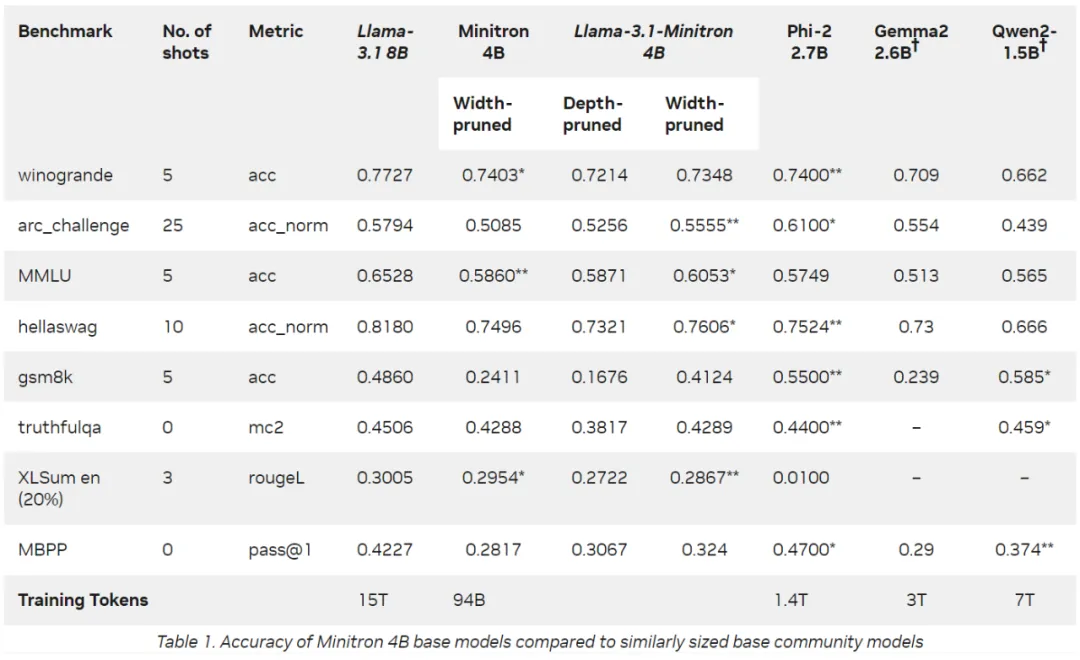 Benchmark No. of shots Metric Llama-3.1 8B Minitron 4B Llama-3.1-Minitron 4B Phi-2 2.7B Gemma2 2.6B† Qwen2-1.5B†
Width-pruned Depth-pruned Width-pruned
winogrande 5 acc 0.7727 0.7403* 0.7214 0.7348 0.7400** 0.709 0.662
arc_challenge 25 acc_norm 0.5794 0.5085 0.5256 0.5555** 0.6100* 0.554 0.439
MMLU 5 acc 0.6528 0.5860** 0.5871 0.6053* 0.5749 0.513 0.565
hellaswag 10 acc_norm 0.8180 0.7496 0.7321 0.7606* 0.7524** 0.73 0.666
gsm8k 5 acc 0.4860 0.2411 0.1676 0.4124 0.5500** 0.239 0.585*
truthfulqa 0 mc2 0.4506 0.4288 0.3817 0.4289 0.4400** – 0.459*
XLSum en (20%) 3 rougeL 0.3005 0.2954* 0.2722 0.2867** 0.0100 – –
MBPP 0 pass@1 0.4227 0.2817 0.3067 0.324 0.4700* 0.29 0.374**
Training Tokens 15T 94B 1.4T 3T 7T
Table 1. Accuracy of Minitron 4B base models compared to similarly sized base community models